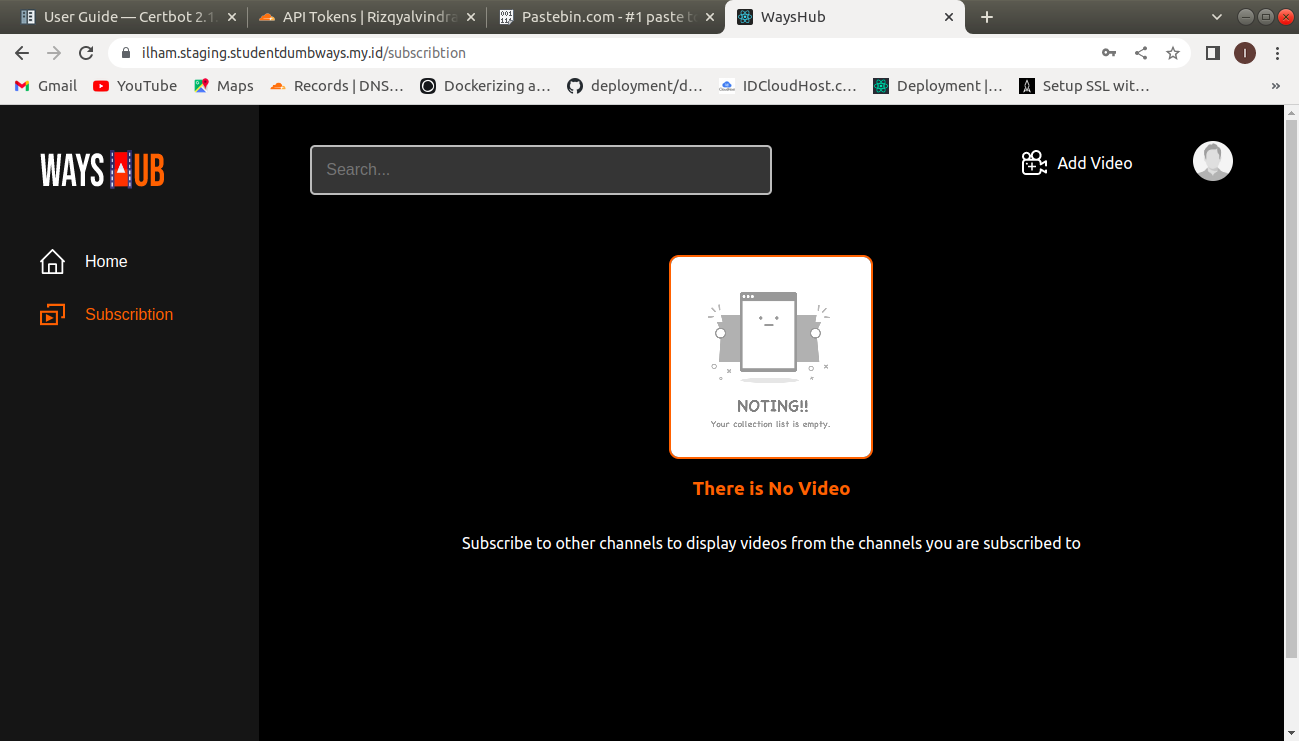 User Guide — Certbot 2.1.
API Tokens | Rizqyalvindra
Pastebin.com - #1 paste to
WaysHub
ilham.staging.studentdumbways.my.id/subscribtion
I
Gmail
YouTube
Maps
Records | DNS...
Dockerizing a...
deployment/d...
IDCloudHost.c...
Deployment |...
Setup SSL wit...
»
WAYS UB
Search...
Add Video
Home
Subscribtion
NOTING!!
Your collection list is empty.
There is No Video
Subscribe to other channels to display videos from the channels you are subscribed to